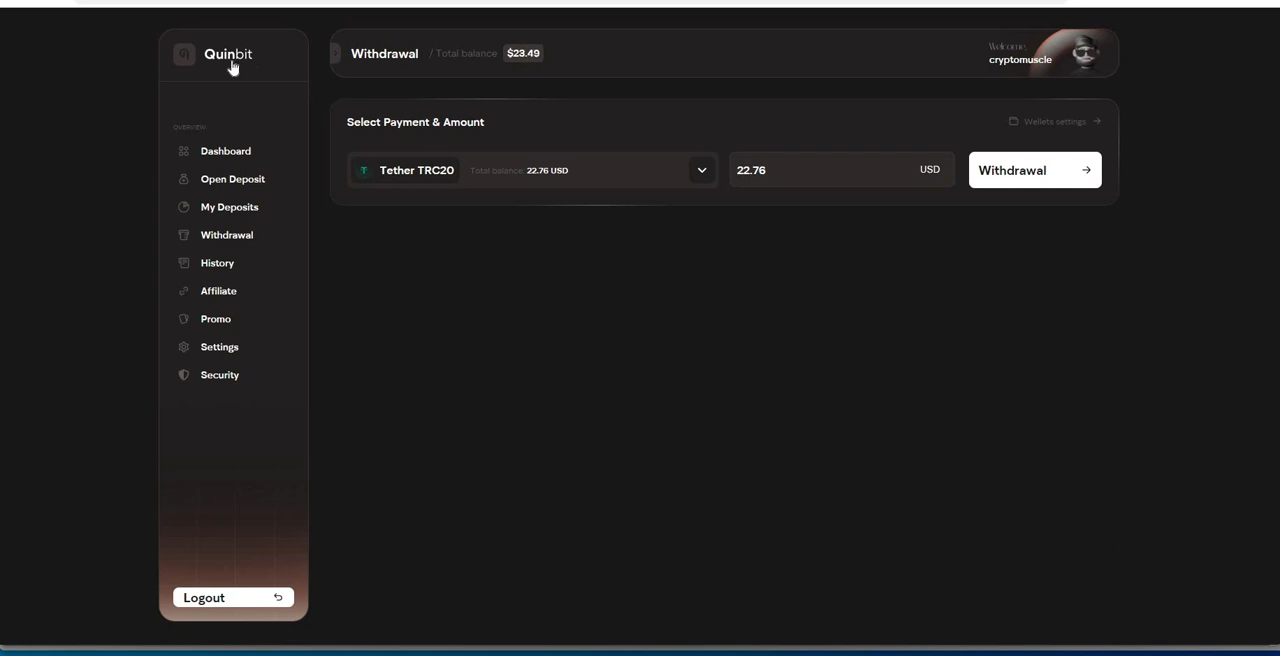 Quinbit
OVERVIEW
Dashboard
Open Deposit
My Deposits
Withdrawal
History
Affiliate
Promo
Settings
Security
Logout
Withdrawal / Total balance $23.49
Welcome,
cryptomuscle
Select Payment & Amount
Wellets settings
Tether TRC20 Total balance: 22.76 USD
22.76 USD
Withdrawal